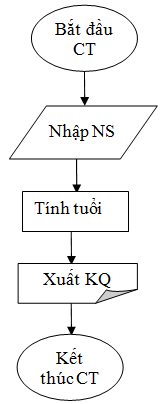 Bắt đầu
CT
Nhập NS
Tính tuổi
Xuất KQ
Kết
thúc CT